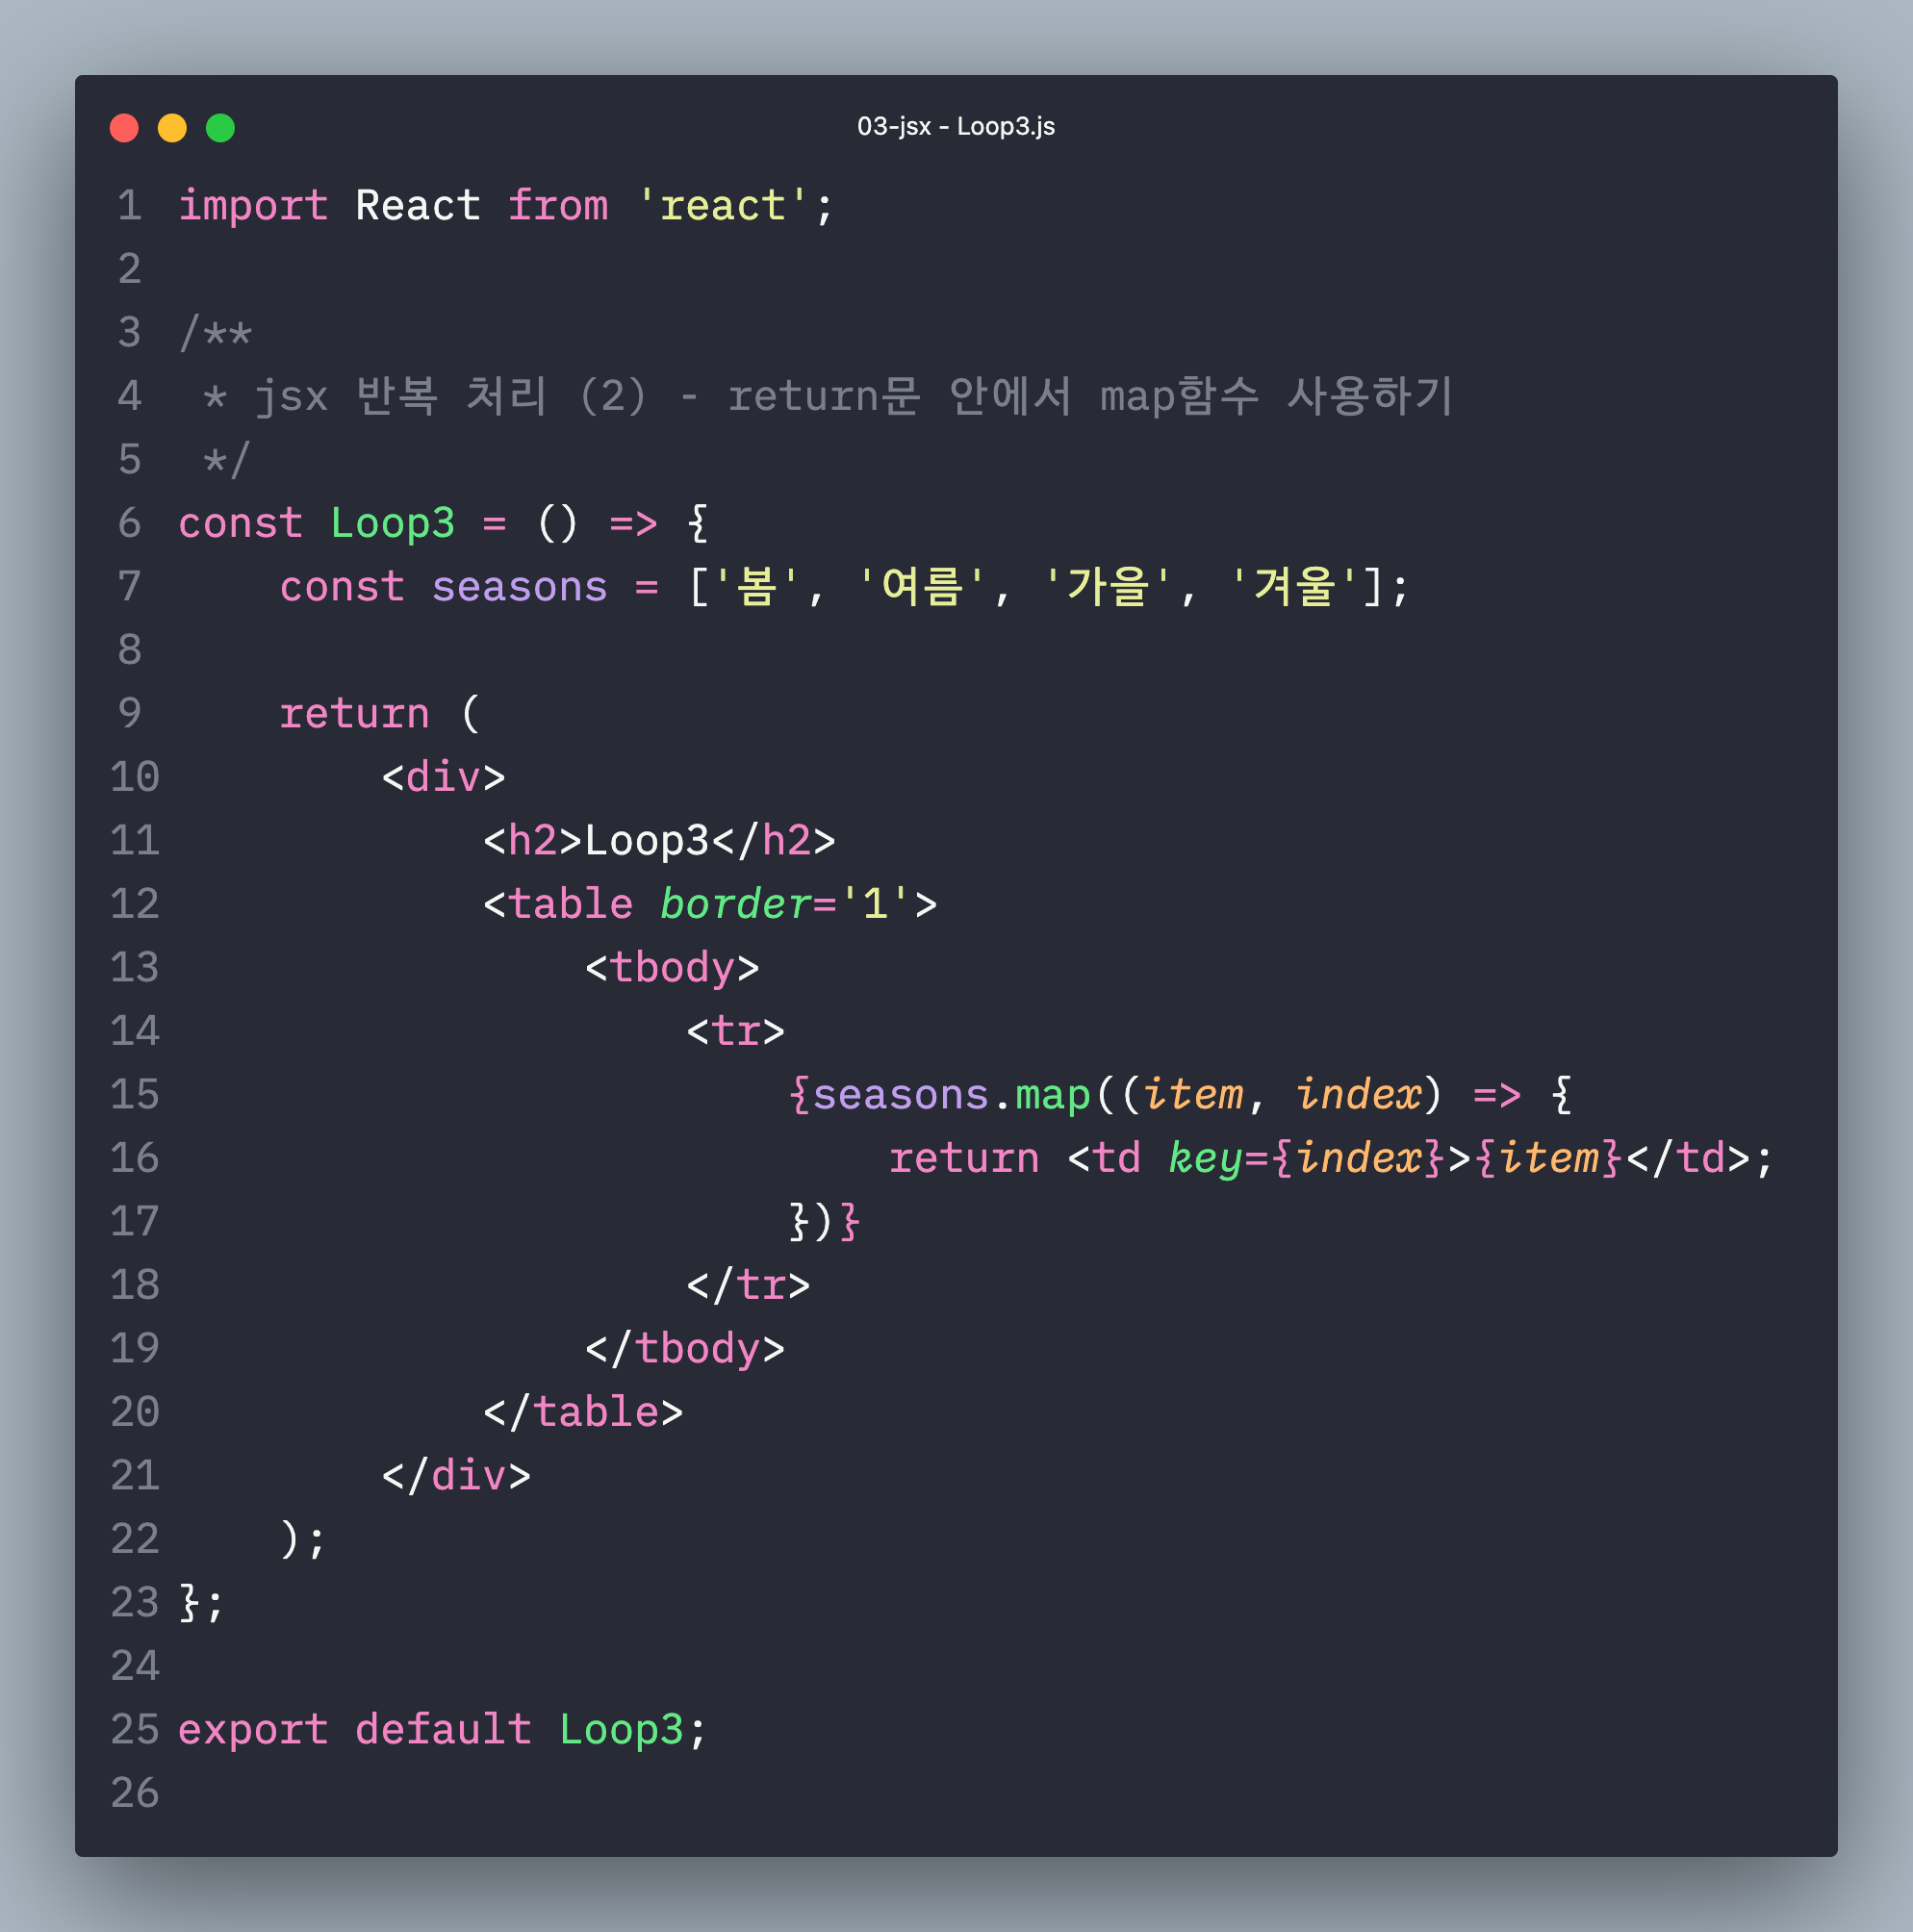 03-jsx - Loop3.js
1 import React from 'react';
2
3 /**
4  * jsx 반복 처리 (2) - return문 안에서 map함수 사용하기
5  */
6 const Loop3 = () => {
7     const seasons = ['봄', '여름', '가을', '겨울'];
8
9     return (
10         <div>
11             <h2>Loop3</h2>
12             <table border='1'>
13                 <tbody>
14                     <tr>
15                         {seasons.map((item, index) => {
16                             return <td key={index}>{item}</td>;
17                         })}
18                     </tr>
19                 </tbody>
20             </table>
21         </div>
22     );
23 };
24
25 export default Loop3;
26